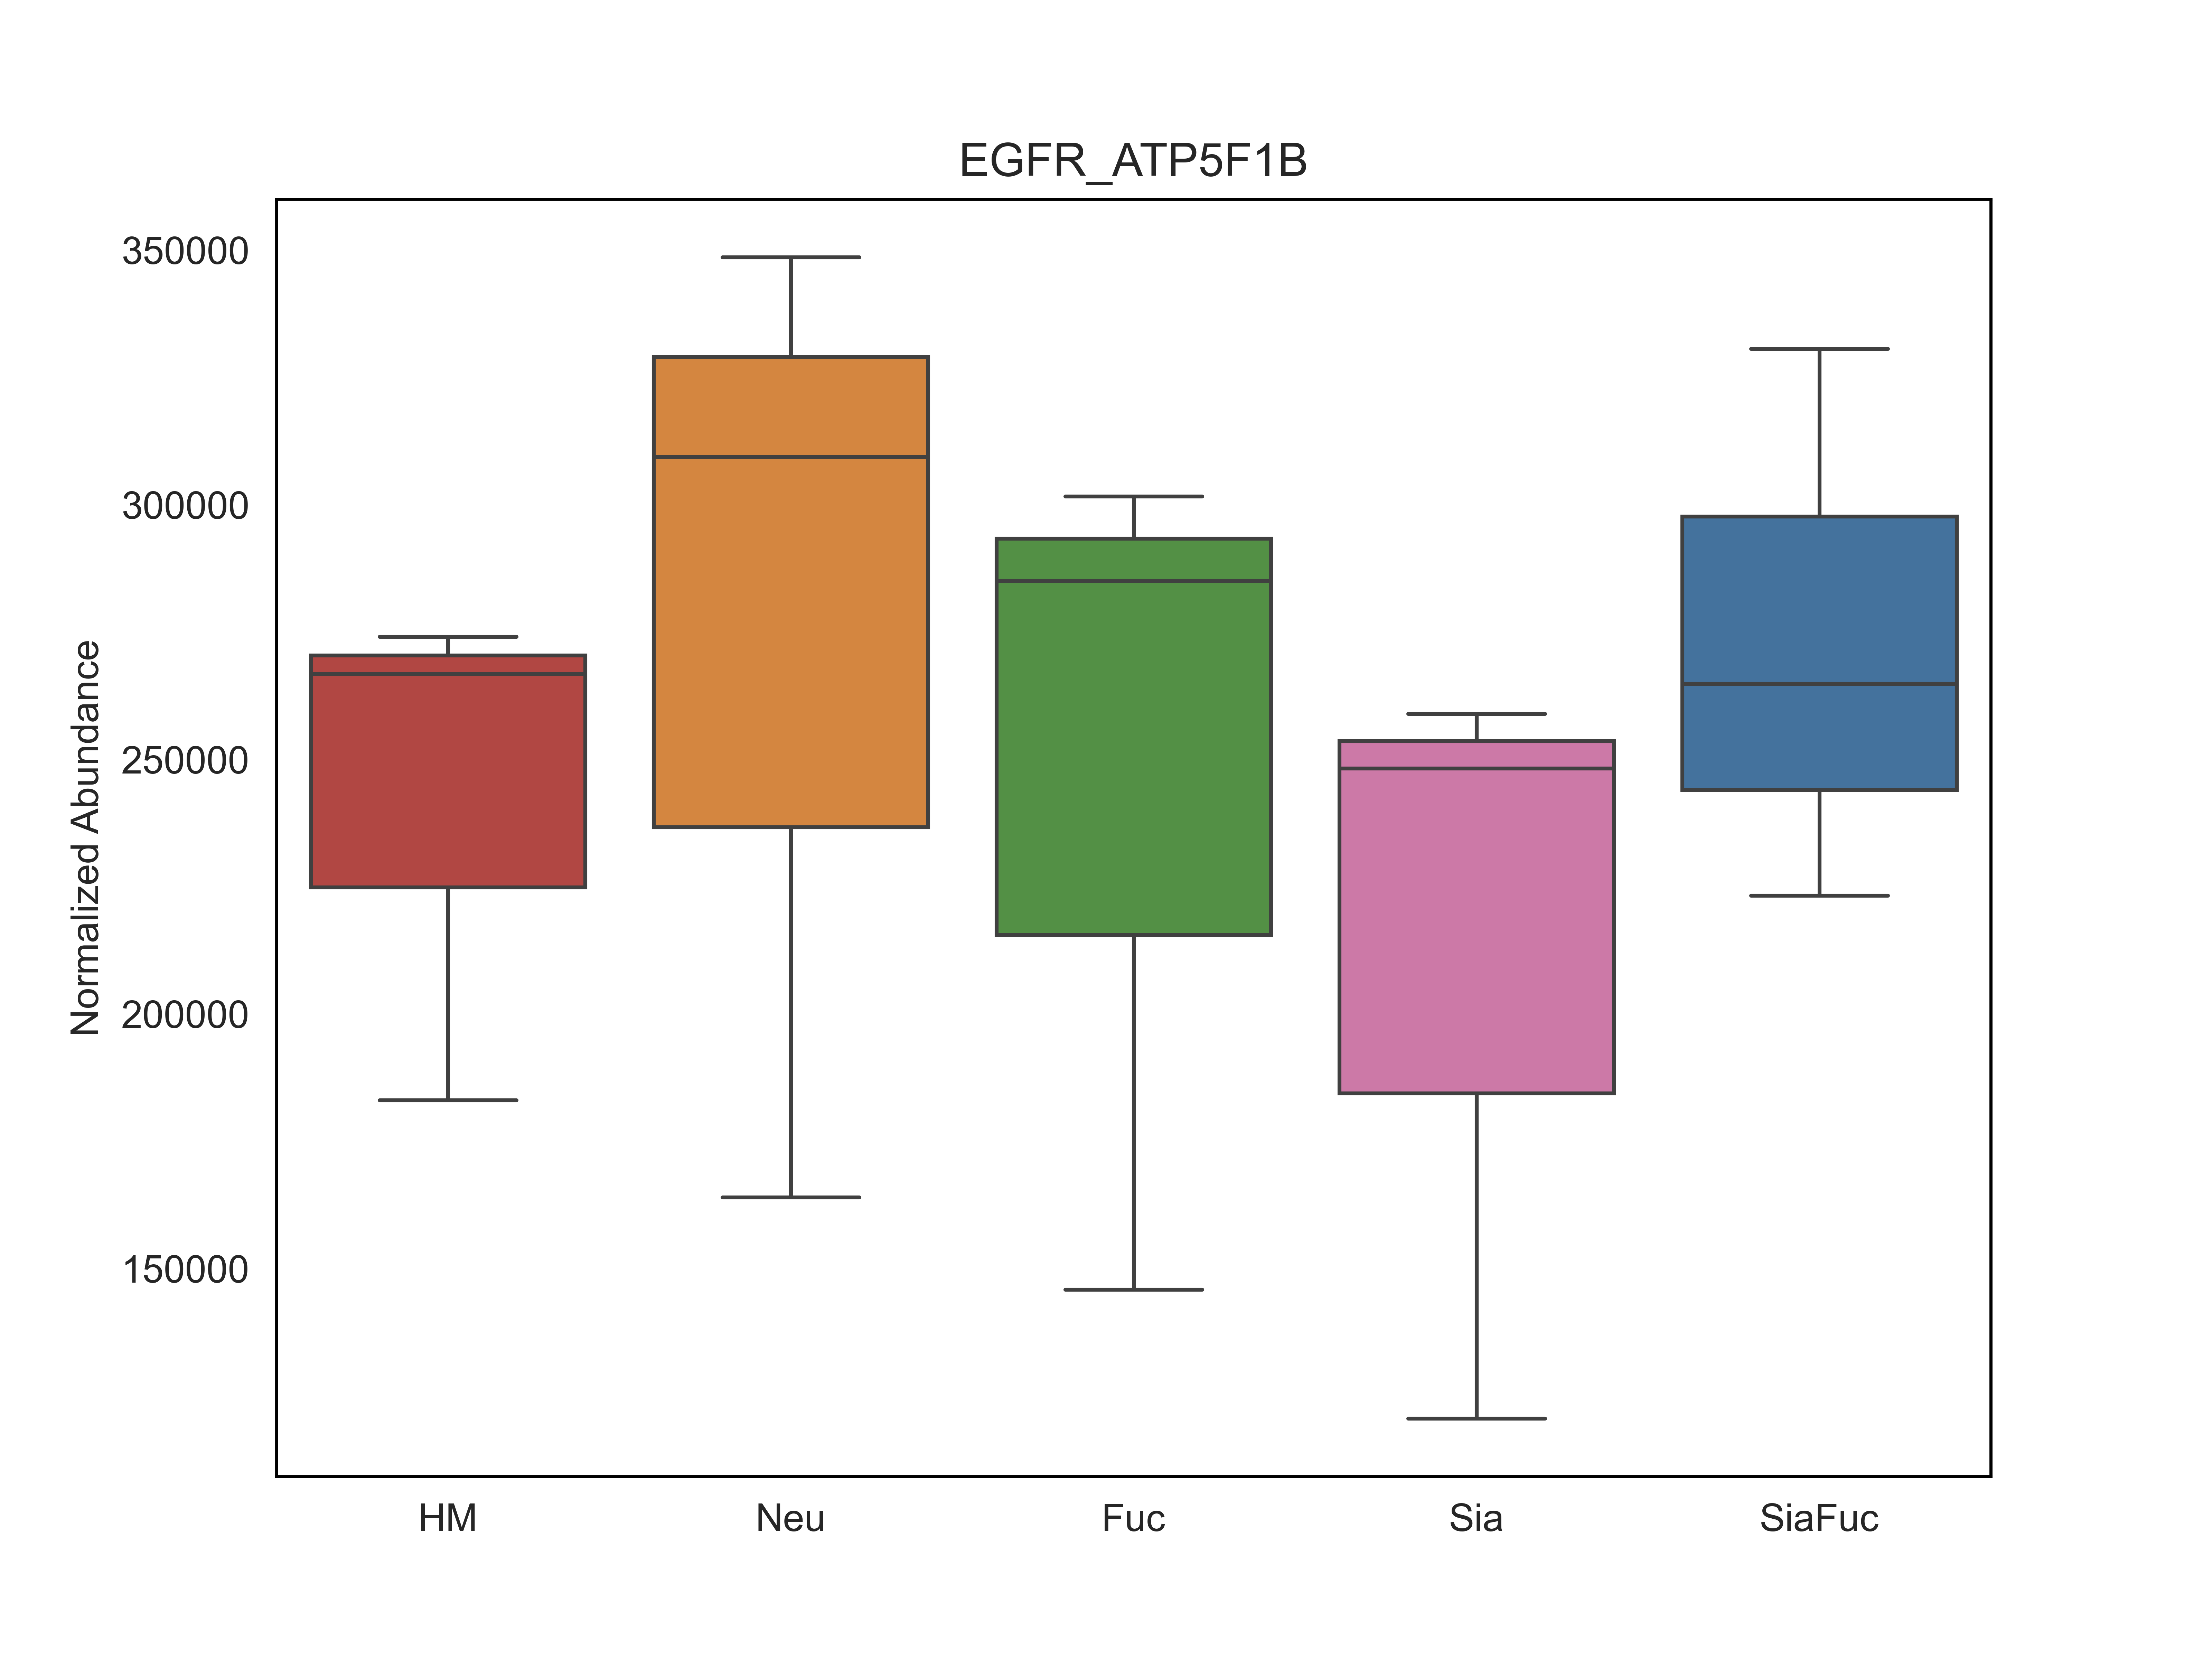 EGFR_ATP5F1B
Normalized Abundance
350000
300000
250000
200000
150000
HM
Neu
Fuc
Sia
SiaFuc